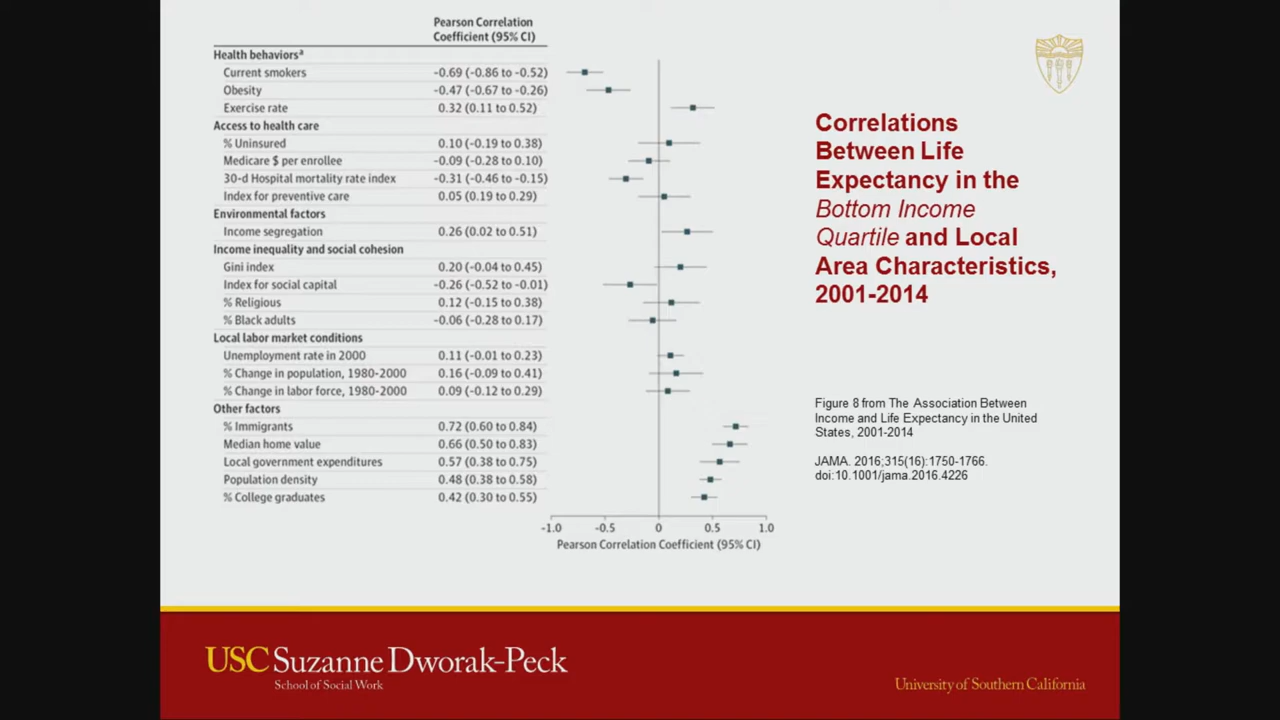 Pearson Correlation
Coefficient (95% CI)
Health behaviorsᵃ
Current smokers -0.69 (-0.86 to -0.52)
Obesity -0.47 (-0.67 to -0.26)
Exercise rate 0.32 (0.11 to 0.52)
Access to health care
% Uninsured 0.10 (-0.19 to 0.38)
Medicare $ per enrollee -0.09 (-0.28 to 0.10)
30-d Hospital mortality rate index -0.31 (-0.46 to -0.15)
Index for preventive care 0.05 (0.19 to 0.29)
Environmental factors
Income segregation 0.26 (0.02 to 0.51)
Income inequality and social cohesion
Gini index 0.20 (-0.04 to 0.45)
Index for social capital -0.26 (-0.52 to -0.01)
% Religious 0.12 (-0.15 to 0.38)
% Black adults -0.06 (-0.28 to 0.17)
Local labor market conditions
Unemployment rate in 2000 0.11 (-0.01 to 0.23)
% Change in population, 1980-2000 0.16 (-0.09 to 0.41)
% Change in labor force, 1980-2000 0.09 (-0.12 to 0.29)
Other factors
% Immigrants 0.72 (0.60 to 0.84)
Median home value 0.66 (0.50 to 0.83)
Local government expenditures 0.57 (0.38 to 0.75)
Population density 0.48 (0.38 to 0.58)
% College graduates 0.42 (0.30 to 0.55)
-1.0 -0.5 0 0.5 1.0
Pearson Correlation Coefficient (95% CI)
Correlations
Between Life
Expectancy in the
Bottom Income
Quartile and Local
Area Characteristics,
2001-2014
Figure 8 from The Association Between
Income and Life Expectancy in the United
States, 2001-2014
JAMA. 2016;315(16):1750-1766.
doi:10.1001/jama.2016.4226
USC Suzanne Dworak-Peck
School of Social Work
University of Southern California